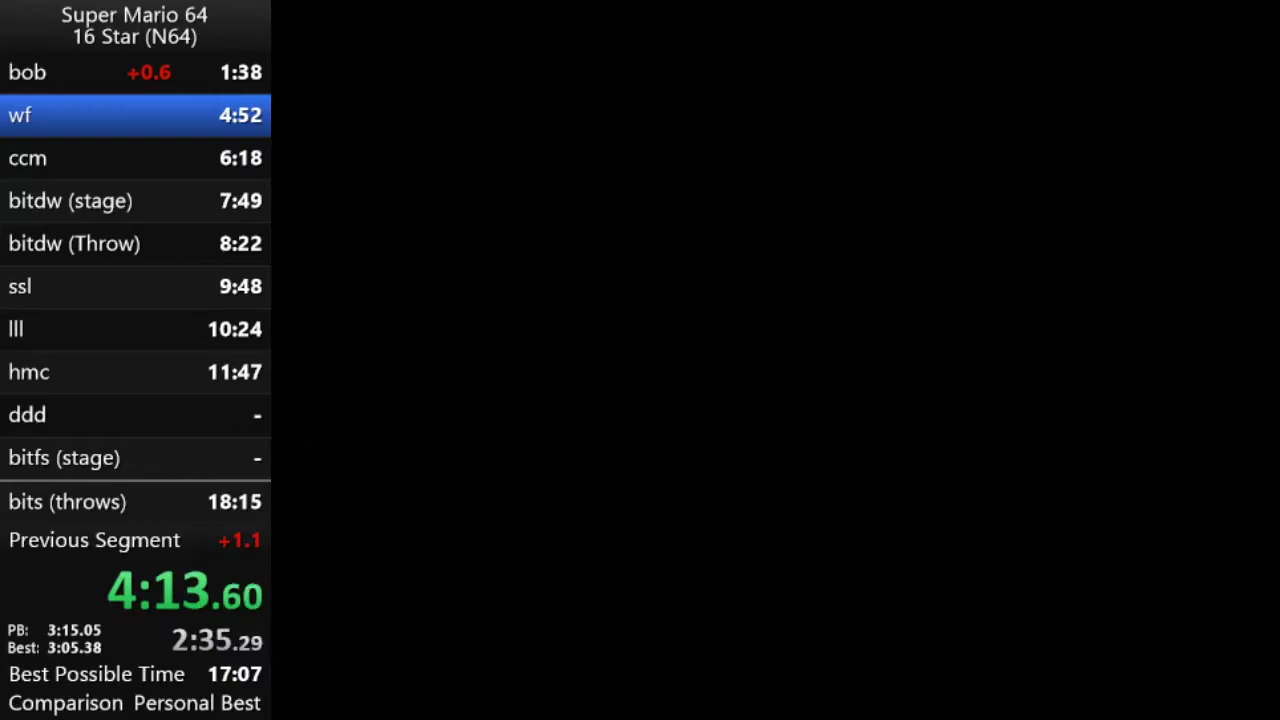 Super Mario 64
16 Star (N64)
bob +0.6 1:38
wf 4:52
ccm 6:18
bitdw (stage) 7:49
bitdw (Throw) 8:22
ssl 9:48
lll 10:24
hmc 11:47
ddd -
bitfs (stage) -
bits (throws) 18:15
Previous Segment +1.1
4:13.60
PB: 3:15.05
Best: 3:05.38
2:35.29
Best Possible Time 17:07
Comparison Personal Best